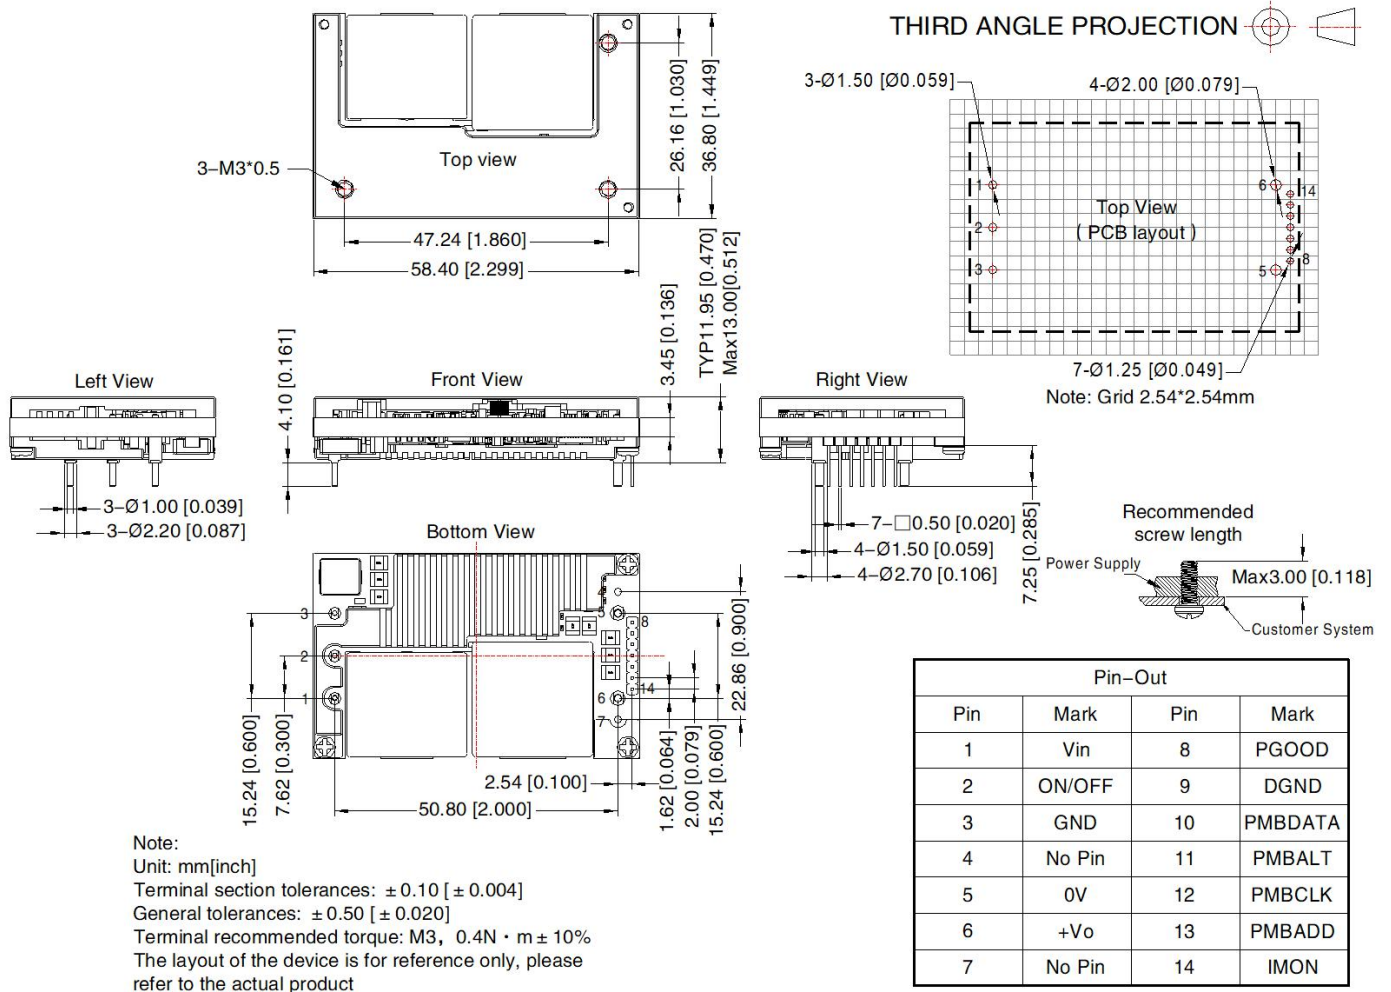 THIRD ANGLE PROJECTION
3-M3*0.5
Top view
26.16 [1.030]
36.80 [1.449]
47.24 [1.860]
58.40 [2.299]
3-Ø1.50 [Ø0.059]
4-Ø2.00 [Ø0.079]
1
2
3
6
14
5
8
Top View
( PCB layout )
7-Ø1.25 [Ø0.049]
Note: Grid 2.54*2.54mm
Left View
3–Ø1.00 [0.039]
3–Ø2.20 [0.087]
Front View
4.10 [0.161]
3.45 [0.136]
TYP11.95 [0.470]
Max13.00[0.512]
Right View
7–□0.50 [0.020]
4–Ø1.50 [0.059]
4–Ø2.70 [0.106]
7.25 [0.285]
Recommended
screw length
Power Supply
Max3.00 [0.118]
Customer System
Bottom View
3
2
1
4
5
8
6
14
7
15.24 [0.600]
7.62 [0.300]
2.54 [0.100]
50.80 [2.000]
1.62 [0.064]
2.00 [0.079]
15.24 [0.600]
22.86 [0.900]
Note:
Unit: mm[inch]
Terminal section tolerances: ±0.10 [±0.004]
General tolerances: ±0.50 [±0.020]
Terminal recommended torque: M3, 0.4N·m±10%
The layout of the device is for reference only, please
refer to the actual product
Pin–Out
Pin Mark Pin Mark
1 Vin 8 PGOOD
2 ON/OFF 9 DGND
3 GND 10 PMBDATA
4 No Pin 11 PMBALT
5 0V 12 PMBCLK
6 +Vo 13 PMBADD
7 No Pin 14 IMON